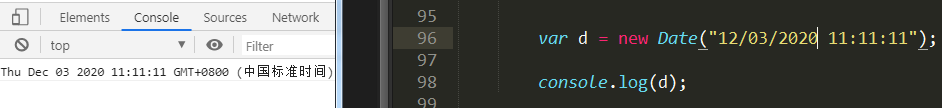 Elements Console Sources Network
top Filter
Thu Dec 03 2020 11:11:11 GMT+0800 (中国标准时间)
95
96 var d = new Date("12/03/2020 11:11:11");
97
98 console.log(d);
99